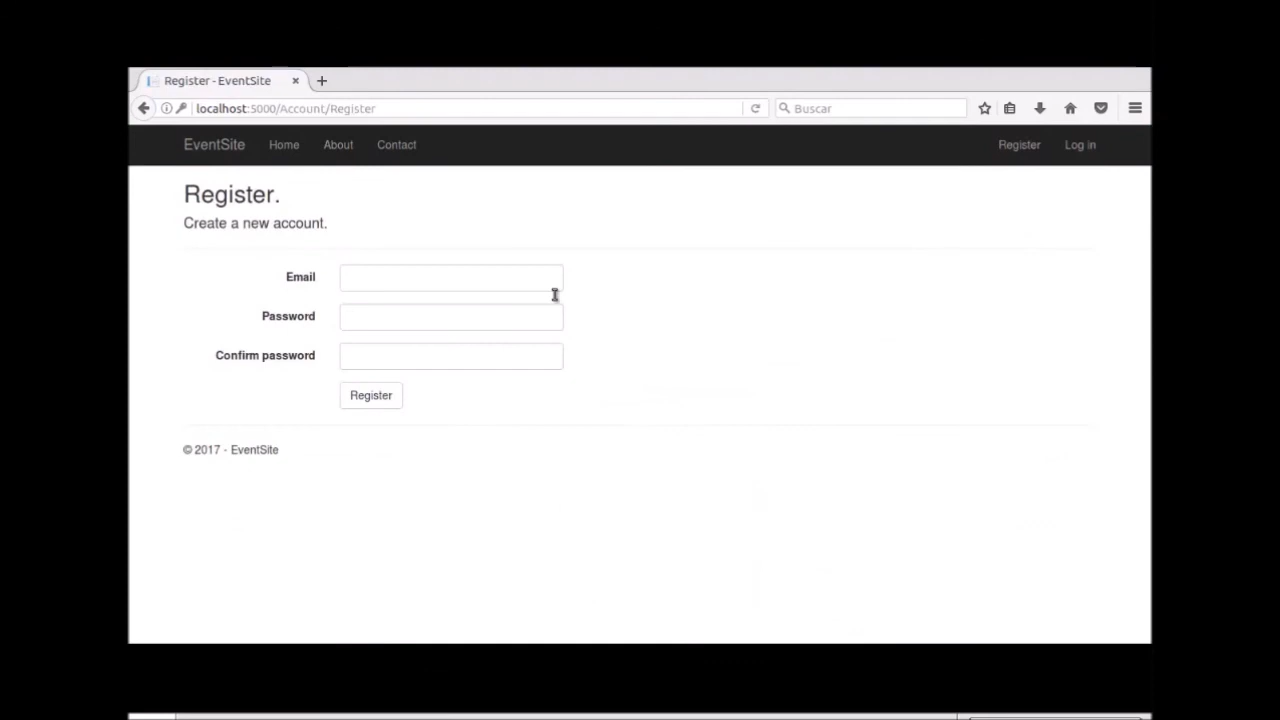 Register - EventSite
localhost:5000/Account/Register
Buscar
EventSite Home About Contact Register Log in
Register.
Create a new account.
Email
Password
Confirm password
Register
© 2017 - EventSite